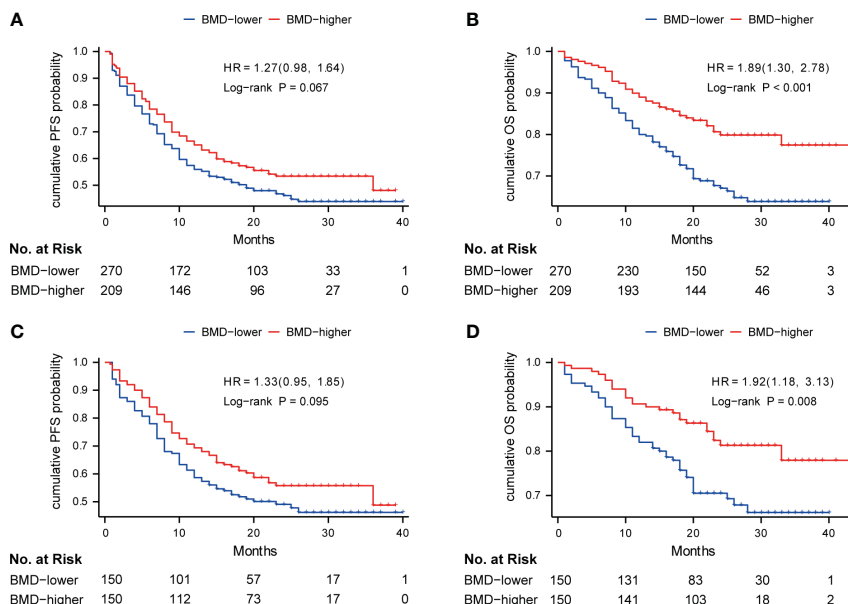 A
BMD-lower BMD-higher
1.0
0.9
0.8
0.7
0.6
0.5
cumulative PFS probability
HR = 1.27(0.98, 1.64)
Log-rank P = 0.067
0 10 20 30 40
Months
No. at Risk
BMD-lower 270 172 103 33 1
BMD-higher 209 146 96 27 0
B
BMD-lower BMD-higher
1.0
0.9
0.8
0.7
cumulative OS probability
HR = 1.89(1.30, 2.78)
Log-rank P < 0.001
0 10 20 30 40
Months
No. at Risk
BMD-lower 270 230 150 52 3
BMD-higher 209 193 144 46 3
C
BMD-lower BMD-higher
1.0
0.9
0.8
0.7
0.6
0.5
cumulative PFS probability
HR = 1.33(0.95, 1.85)
Log-rank P = 0.095
0 10 20 30 40
Months
No. at Risk
BMD-lower 150 101 57 17 1
BMD-higher 150 112 73 17 0
D
BMD-lower BMD-higher
1.0
0.9
0.8
0.7
cumulative OS probability
HR = 1.92(1.18, 3.13)
Log-rank P = 0.008
0 10 20 30 40
Months
No. at Risk
BMD-lower 150 131 83 30 1
BMD-higher 150 141 103 18 2